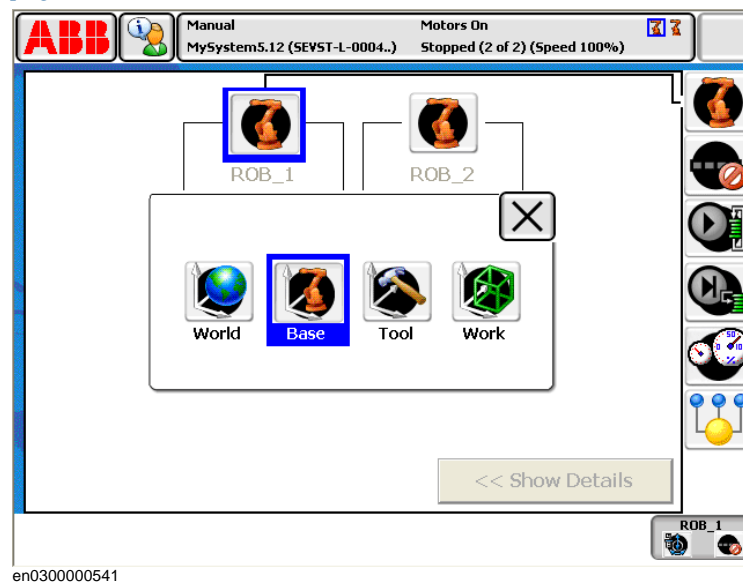 ABB
Manual
Motors On
MySystem5.12 (SEVST-L-0004..)
Stopped (2 of 2) (Speed 100%)
ROB_1
ROB_2
World
Base
Tool
Work
<< Show Details
ROB_1
en0300000541